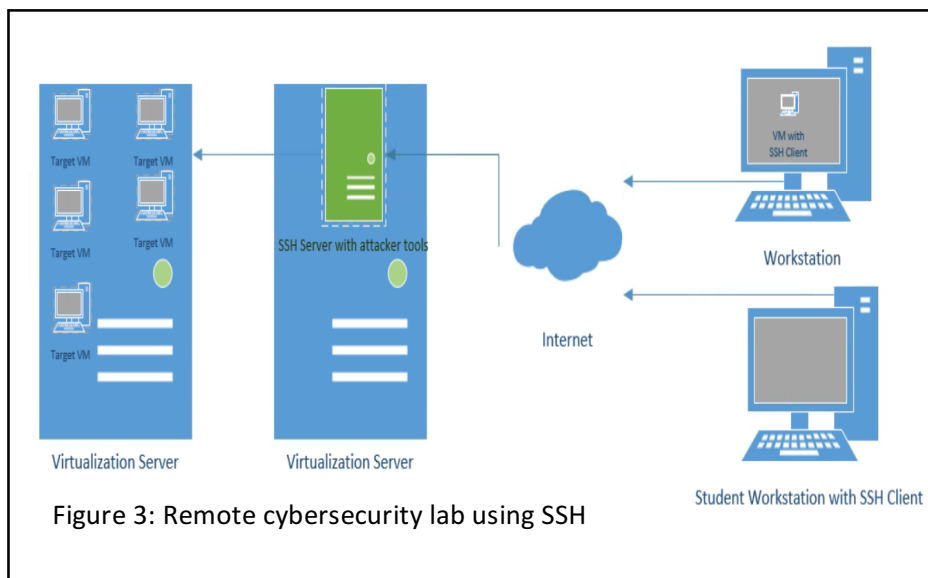 Target VM
Target VM
Target VM
Target VM
Target VM
Virtualization Server
SSH Server with attacker tools
Virtualization Server
Internet
VM with
SSH Client
Workstation
Student Workstation with SSH Client
Figure 3: Remote cybersecurity lab using SSH